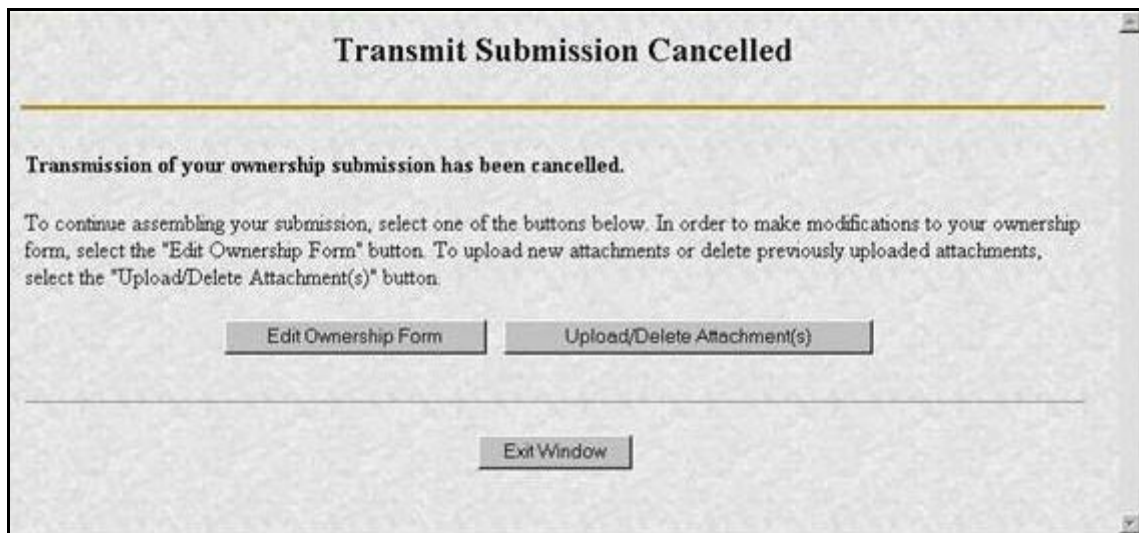 Transmit Submission Cancelled
Transmission of your ownership submission has been cancelled.
To continue assembling your submission, select one of the buttons below. In order to make modifications to your ownership
form, select the "Edit Ownership Form" button. To upload new attachments or delete previously uploaded attachments,
select the "Upload/Delete Attachment(s)" button.
Edit Ownership Form Upload/Delete Attachment(s)
Exit Window